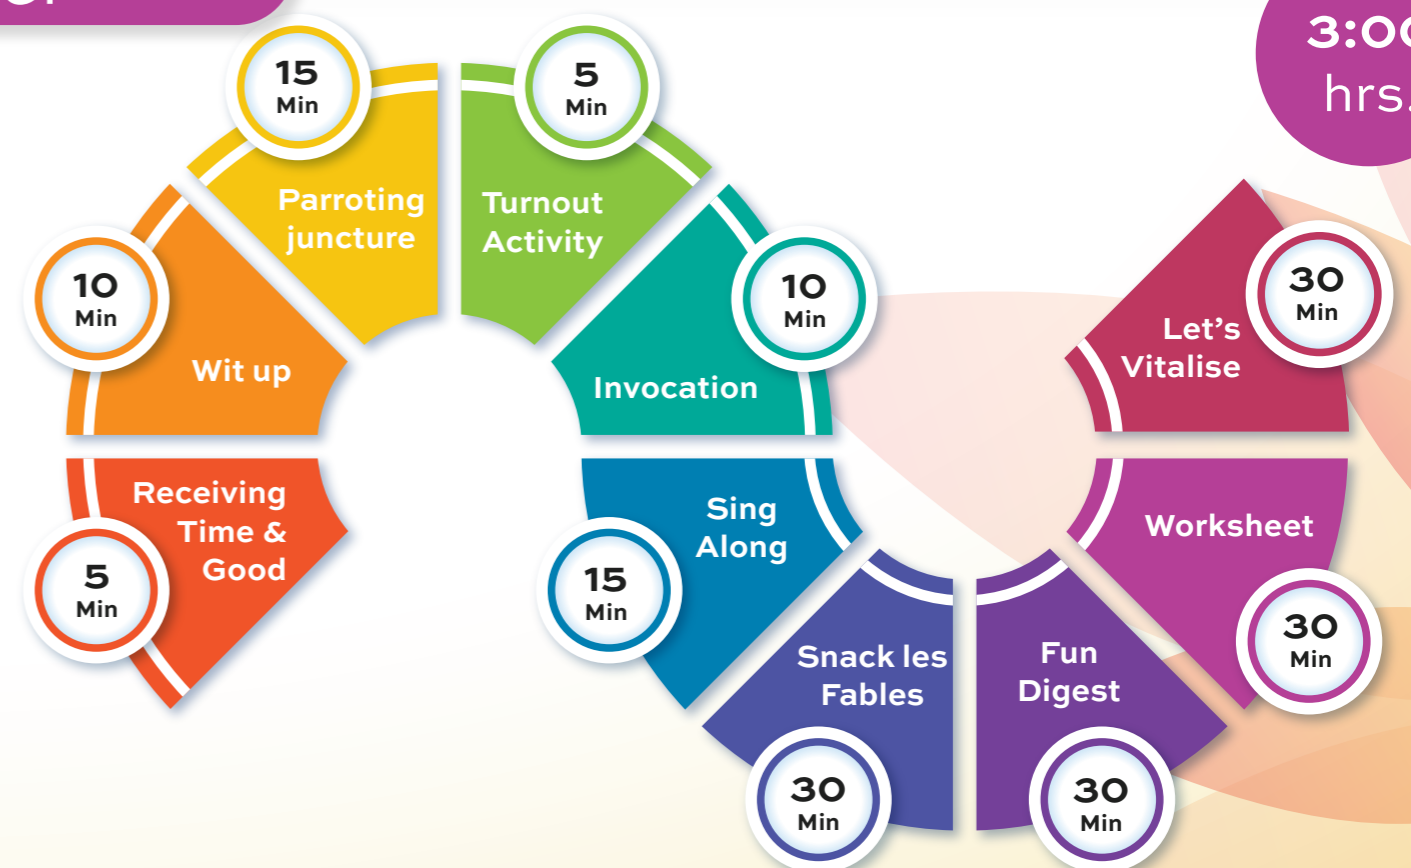 3:00
hrs.
5
Min
Receiving
Time &
Good
10
Min
Wit up
15
Min
Parroting
juncture
5
Min
Turnout
Activity
10
Min
Invocation
15
Min
Sing
Along
30
Min
Snack les
Fables
30
Min
Fun
Digest
30
Min
Worksheet
30
Min
Let's
Vitalise